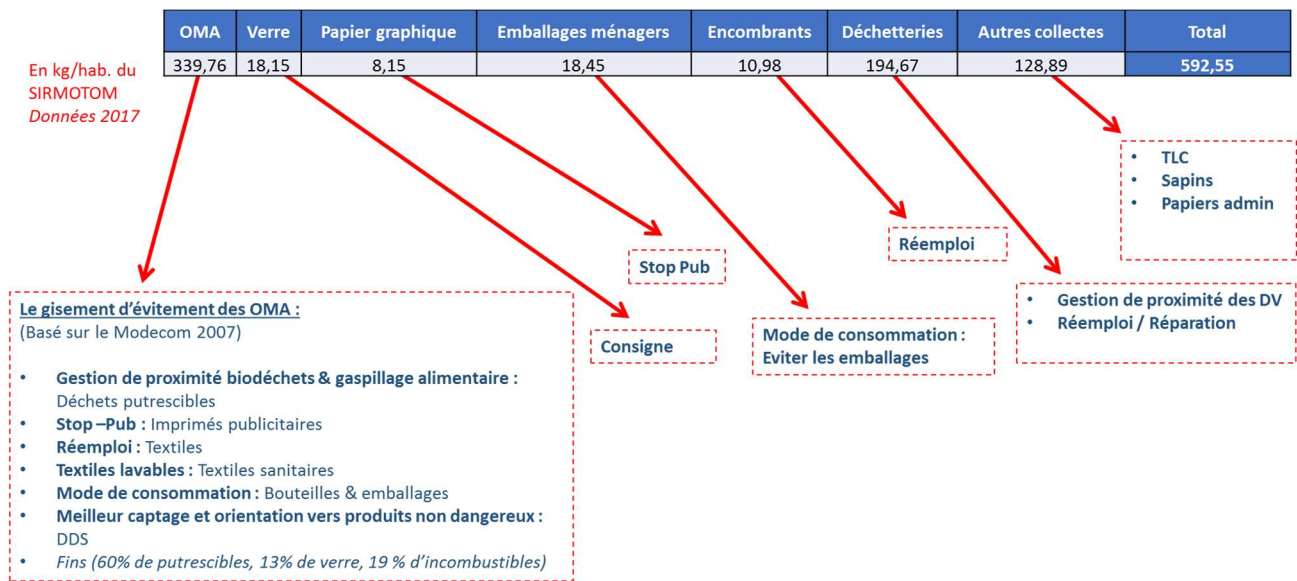 OMA Verre Papier graphique Emballages ménagers Encombrants Déchetteries Autres collectes Total
339,76 18,15 8,15 18,45 10,98 194,67 128,89 592,55
En kg/hab. du
SIRMOTOM
Données 2017
• TLC
• Sapins
• Papiers admin
Réemploi
Stop Pub
• Gestion de proximité des DV
• Réemploi / Réparation
Mode de consommation :
Eviter les emballages
Consigne
Le gisement d'évitement des OMA :
(Basé sur le Modecom 2007)
• Gestion de proximité biodéchets & gaspillage alimentaire :
Déchets putrescibles
• Stop –Pub : Imprimés publicitaires
• Réemploi : Textiles
• Textiles lavables : Textiles sanitaires
• Mode de consommation : Bouteilles & emballages
• Meilleur captage et orientation vers produits non dangereux :
DDS
• Fins (60% de putrescibles, 13% de verre, 19 % d'incombustibles)